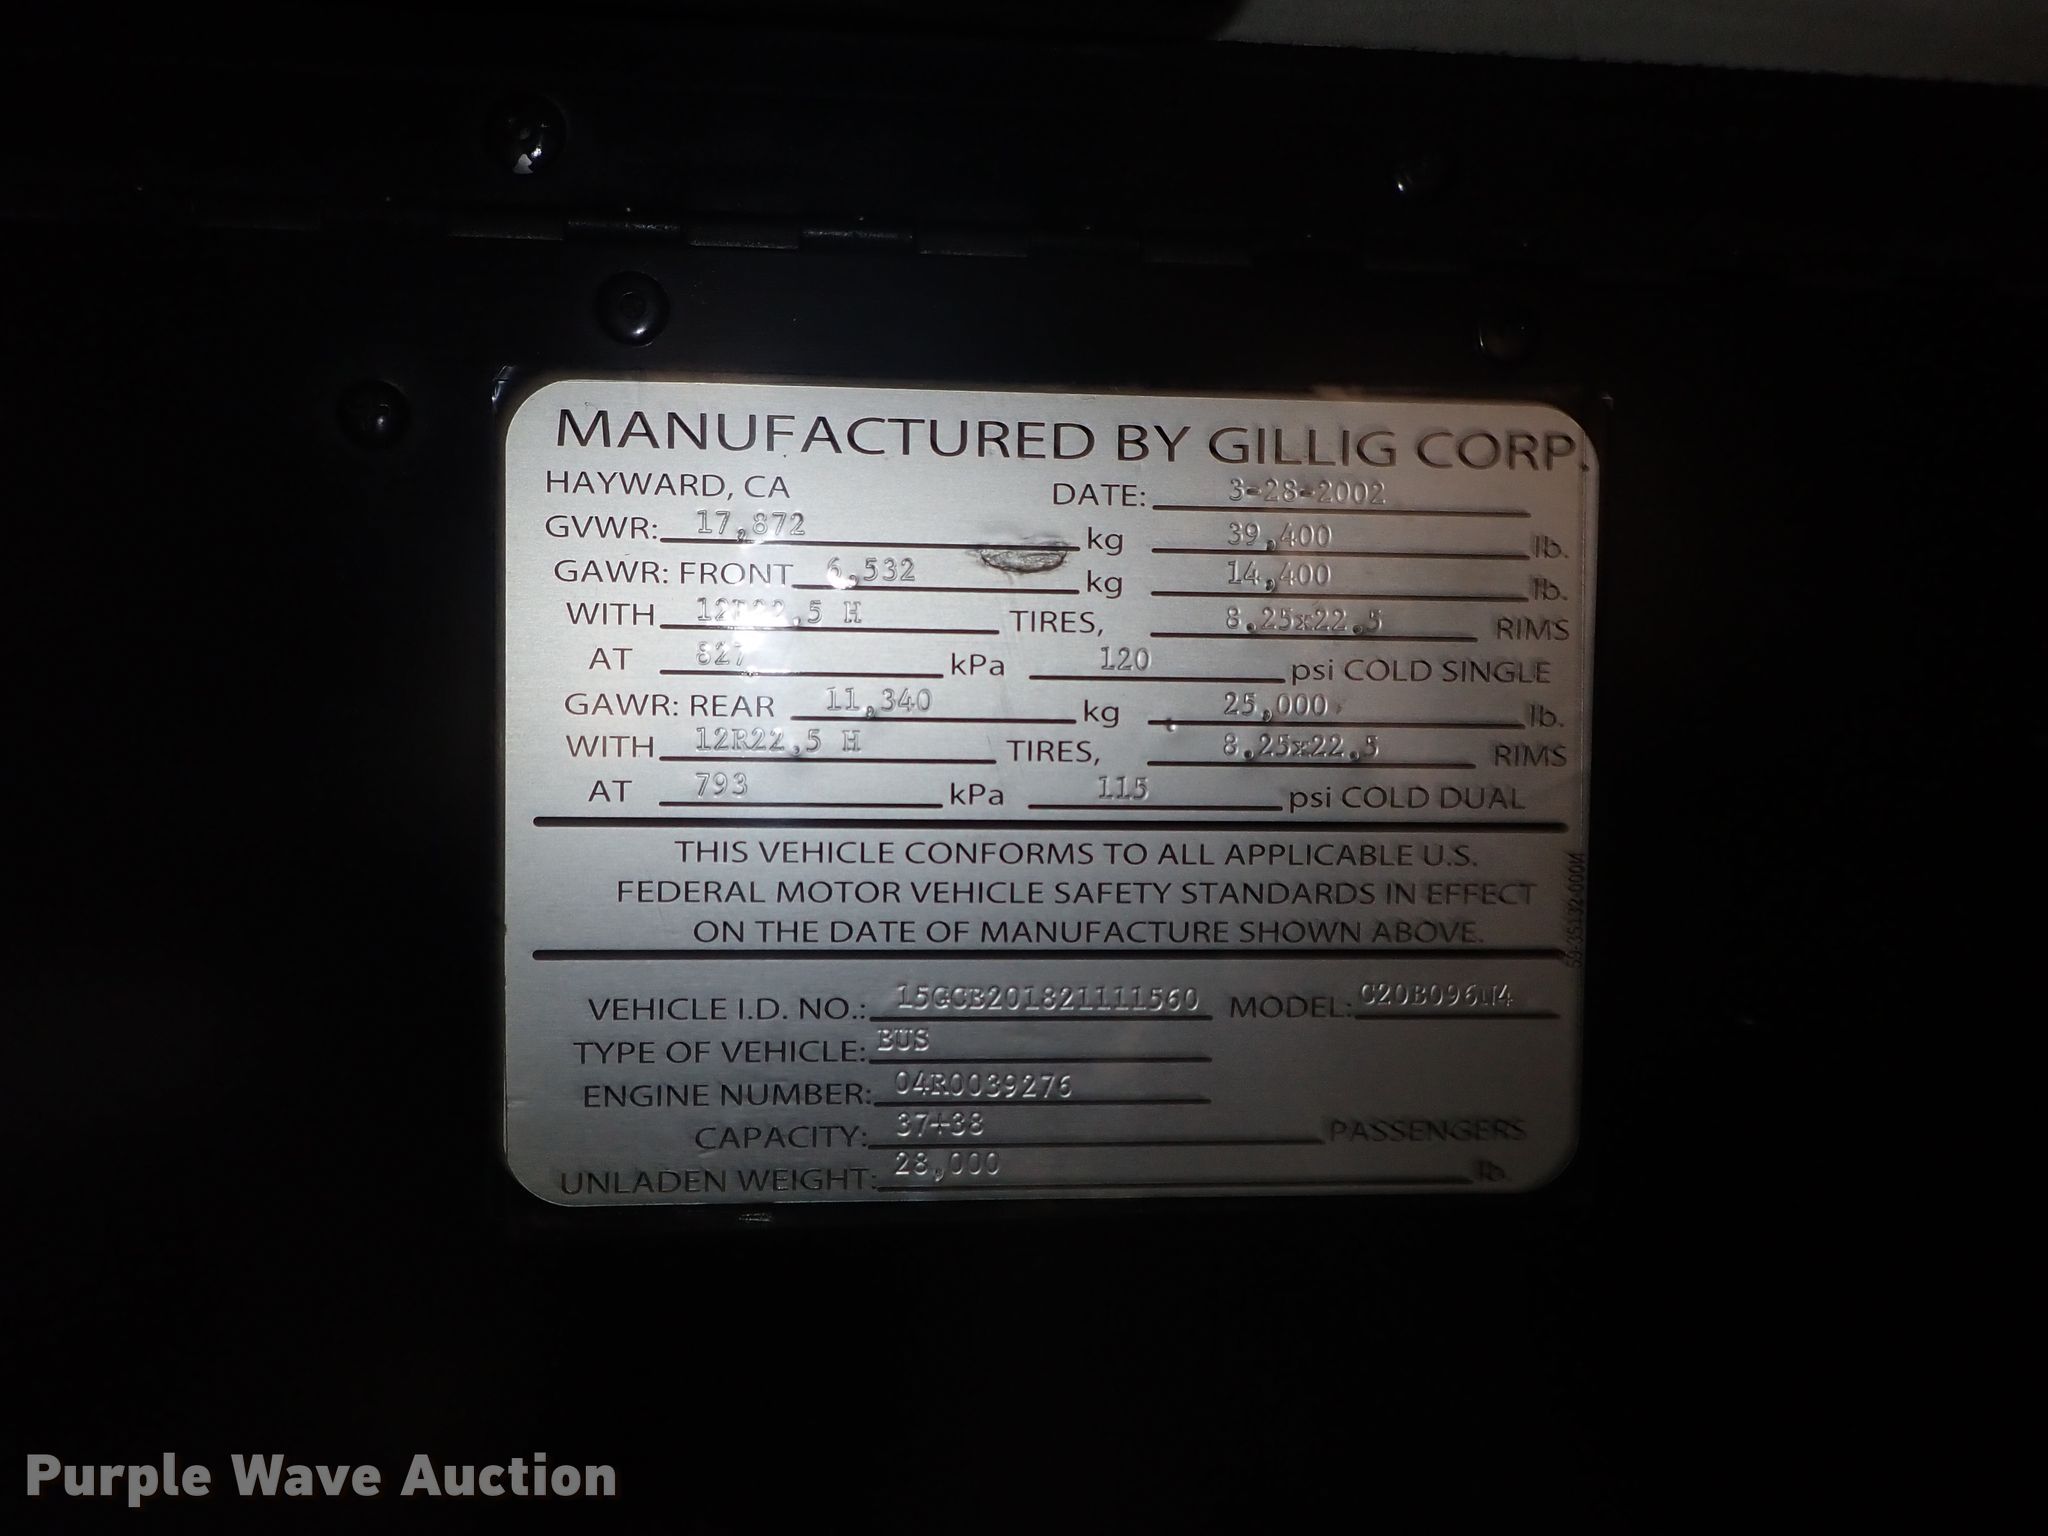 MANUFACTURED BY GILLIG CORP.
HAYWARD, CA DATE: 3-28-2002
GVWR: 17,872 kg 39,400 lb.
GAWR: FRONT 6,532 kg 14,400 lb.
WITH 12R22.5 H TIRES, 8.25x22.5 RIMS
AT 827 kPa 120 psi COLD SINGLE
GAWR: REAR 11,340 kg 25,000 lb.
WITH 12R22.5 H TIRES, 8.25x22.5 RIMS
AT 793 kPa 115 psi COLD DUAL
THIS VEHICLE CONFORMS TO ALL APPLICABLE U.S.
FEDERAL MOTOR VEHICLE SAFETY STANDARDS IN EFFECT
ON THE DATE OF MANUFACTURE SHOWN ABOVE.
VEHICLE I.D. NO.: 15GCB201821111560 MODEL: C20B096N4
TYPE OF VEHICLE: BUS
ENGINE NUMBER: 04R0039276
CAPACITY: 37+38 PASSENGERS
UNLADEN WEIGHT: 28,000 lb
Purple Wave Auction